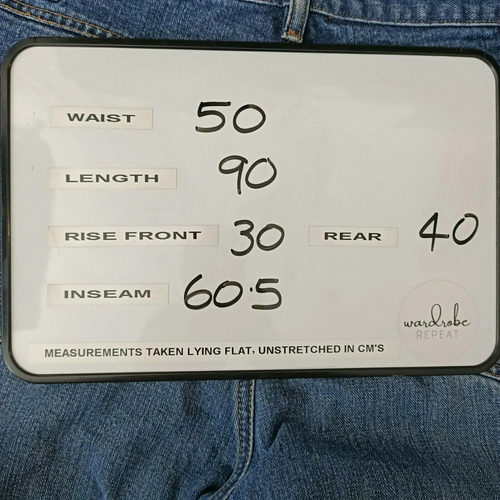 WAIST 50
LENGTH 90
RISE FRONT 30 REAR 40
INSEAM 60.5
wardrobe
REPEAT
MEASUREMENTS TAKEN LYING FLAT, UNSTRETCHED IN CM'S